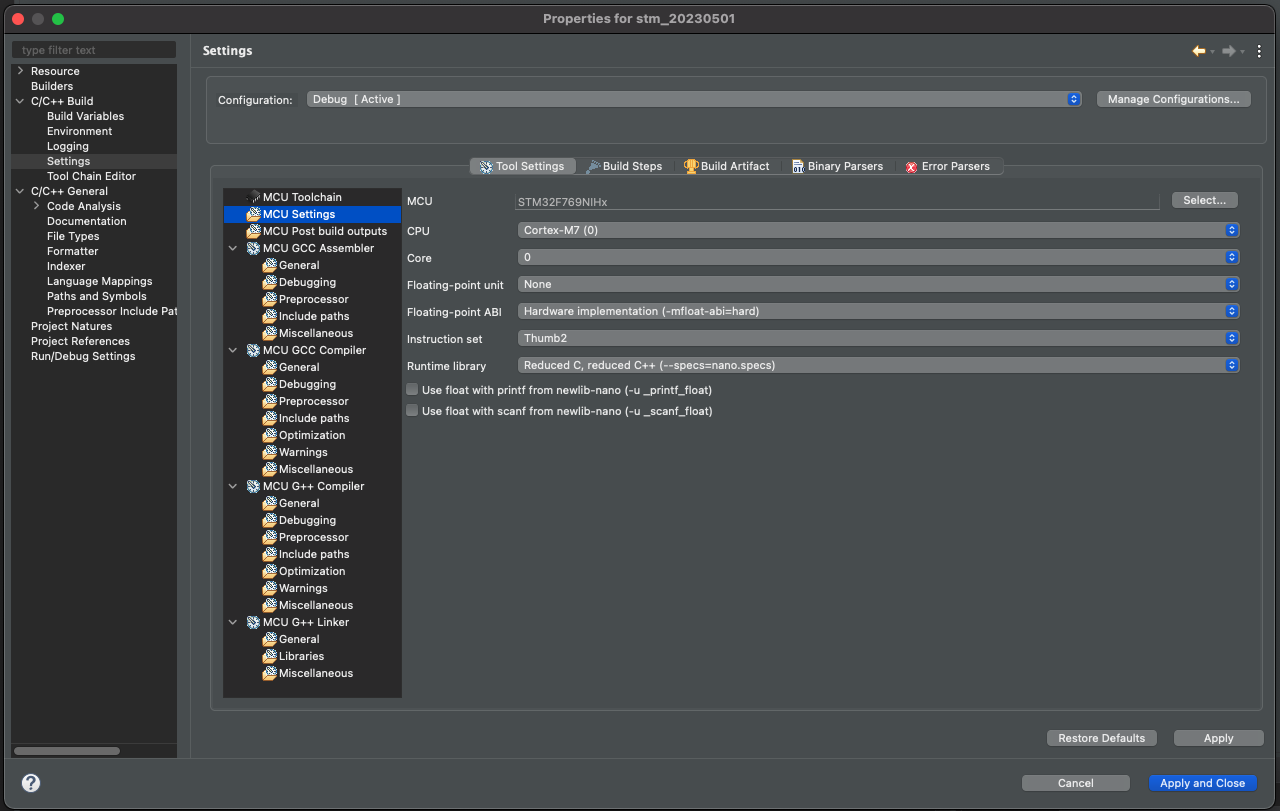 Properties for stm_20230501
type filter text
Resource
Builders
C/C++ Build
Build Variables
Environment
Logging
Settings
Tool Chain Editor
C/C++ General
Code Analysis
Documentation
File Types
Formatter
Indexer
Language Mappings
Paths and Symbols
Preprocessor Include Pat
Project Natures
Project References
Run/Debug Settings
Settings
Configuration: Debug [ Active ] Manage Configurations...
Tool Settings Build Steps Build Artifact Binary Parsers Error Parsers
MCU Toolchain
MCU Settings
MCU Post build outputs
MCU GCC Assembler
General
Debugging
Preprocessor
Include paths
Miscellaneous
MCU GCC Compiler
General
Debugging
Preprocessor
Include paths
Optimization
Warnings
Miscellaneous
MCU G++ Compiler
General
Debugging
Preprocessor
Include paths
Optimization
Warnings
Miscellaneous
MCU G++ Linker
General
Libraries
Miscellaneous
MCU STM32F769NIHx Select...
CPU Cortex-M7 (0)
Core 0
Floating-point unit None
Floating-point ABI Hardware implementation (-mfloat-abi=hard)
Instruction set Thumb2
Runtime library Reduced C, reduced C++ (--specs=nano.specs)
Use float with printf from newlib-nano (-u _printf_float)
Use float with scanf from newlib-nano (-u _scanf_float)
Restore Defaults Apply
? Cancel Apply and Close